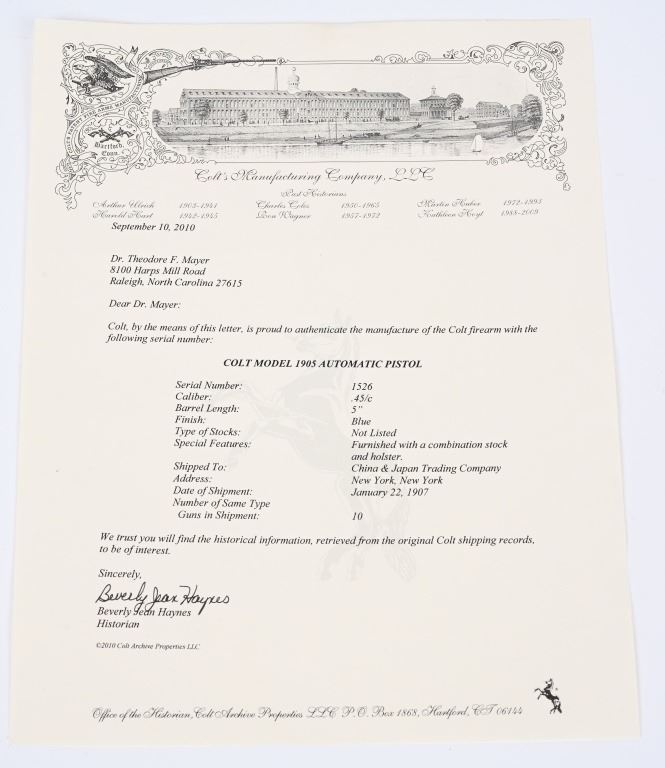 Hartford,
Conn.
Colt's Manufacturing Company, LLC
Past Historians
Arthur Ulrich 1903-1941 Charles Coles 1950-1965 Martin Huber 1972-1995
Harold Hart 1942-1945 Ron Wagner 1957-1972 Kathleen Hoyt 1988-2009
September 10, 2010
Dr. Theodore F. Mayer
8100 Harps Mill Road
Raleigh, North Carolina 27615
Dear Dr. Mayer:
Colt, by the means of this letter, is proud to authenticate the manufacture of the Colt firearm with the
following serial number:
COLT MODEL 1905 AUTOMATIC PISTOL
Serial Number: 1526
Caliber: .45/c
Barrel Length: 5"
Finish: Blue
Type of Stocks: Not Listed
Special Features: Furnished with a combination stock
and holster.
Shipped To: China & Japan Trading Company
Address: New York, New York
Date of Shipment: January 22, 1907
Number of Same Type
Guns in Shipment: 10
We trust you will find the historical information, retrieved from the original Colt shipping records,
to be of interest.
Sincerely,
Beverly Jean Haynes
Beverly Jean Haynes
Historian
©2010 Colt Archive Properties LLC
Office of the Historian, Colt Archive Properties LLC P.O. Box 1868, Hartford, CT 06144